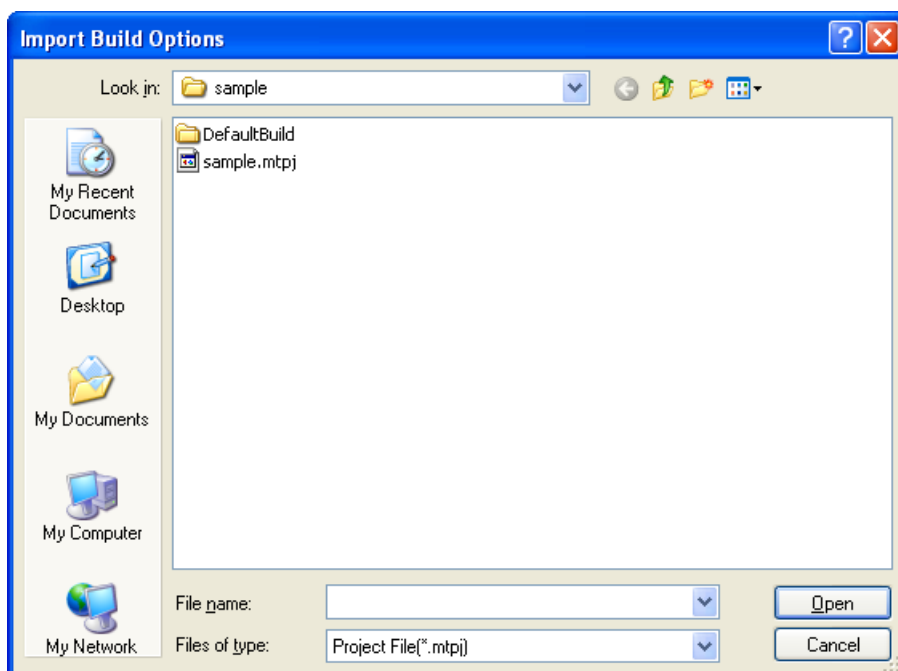 Import Build Options
Look in:
sample
DefaultBuild
sample.mtpj
My Recent
Documents
Desktop
My Documents
My Computer
My Network
File name:
Open
Files of type:
Project File(*.mtpj)
Cancel